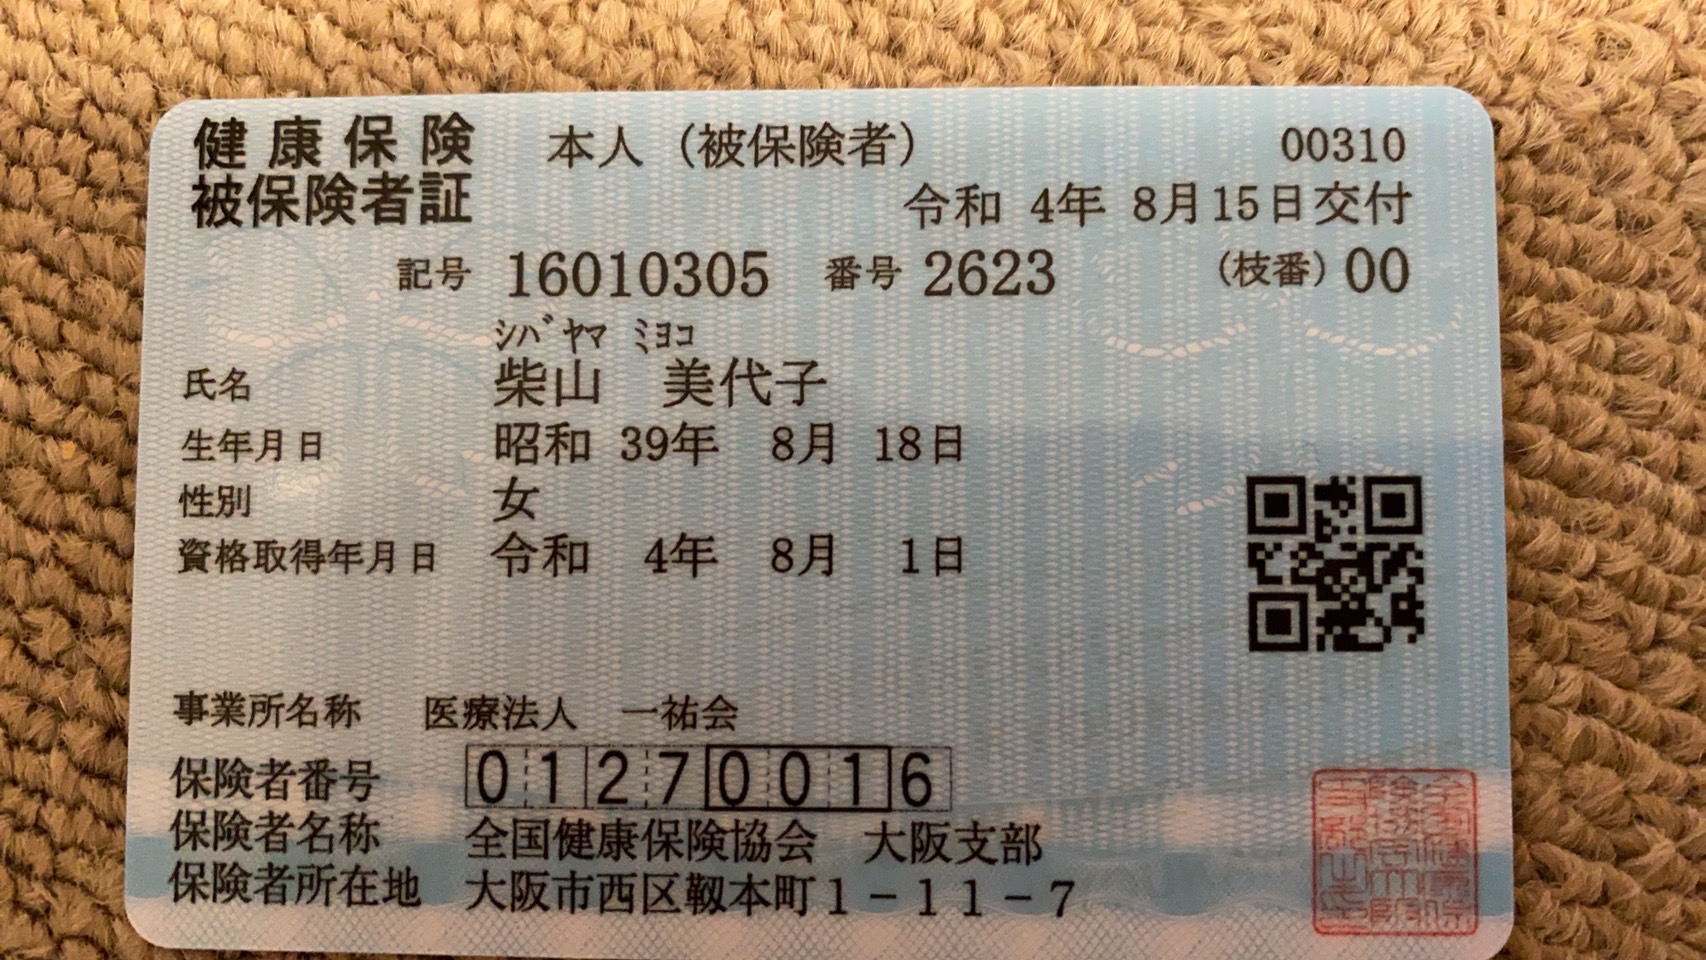 健康保険 本人(被保険者) 00310
被保険者証 令和 4年 8月15日交付
記号 16010305 番号 2623 (枝番) 00
シバヤマ ミヨコ
氏名 柴山 美代子
生年月日 昭和 39年 8月 18日
性別 女
資格取得年月日 令和 4年 8月 1日
事業所名称 医療法人 一祐会
保険者番号 01270016
保険者名称 全国健康保険協会 大阪支部
保険者所在地 大阪市西区靱本町1-11-7